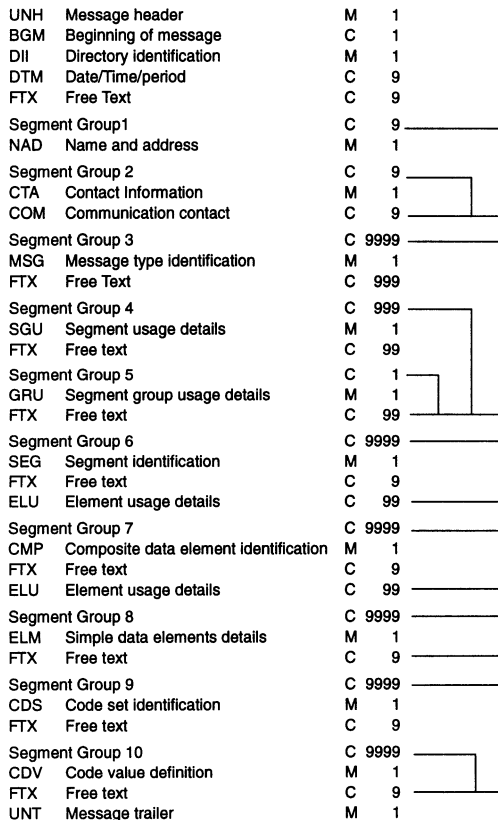 UNH Message header M 1
BGM Beginning of message C 1
DII Directory identification M 1
DTM Date/Time/period C 9
FTX Free Text C 9
Segment Group1 C 9
NAD Name and address M 1
Segment Group 2 C 9
CTA Contact Information M 1
COM Communication contact C 9
Segment Group 3 C 9999
MSG Message type identification M 1
FTX Free Text C 999
Segment Group 4 C 999
SGU Segment usage details M 1
FTX Free text C 99
Segment Group 5 C 1
GRU Segment group usage details M 1
FTX Free text C 99
Segment Group 6 C 9999
SEG Segment identification M 1
FTX Free text C 9
ELU Element usage details C 99
Segment Group 7 C 9999
CMP Composite data element identification M 1
FTX Free text C 9
ELU Element usage details C 99
Segment Group 8 C 9999
ELM Simple data elements details M 1
FTX Free text C 9
Segment Group 9 C 9999
CDS Code set identification M 1
FTX Free text C 9
Segment Group 10 C 9999
CDV Code value definition M 1
FTX Free text C 9
UNT Message trailer M 1